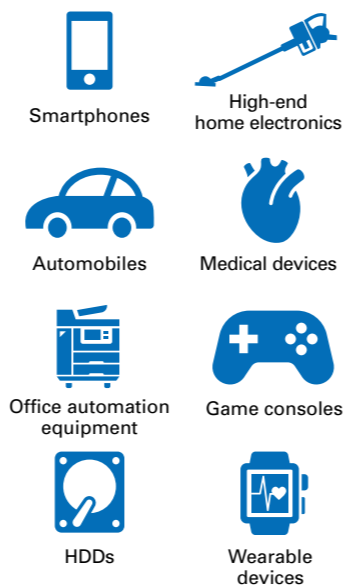 Smartphones
High-end
home electronics
Automobiles
Medical devices
Office automation
equipment
Game consoles
HDDs
Wearable
devices